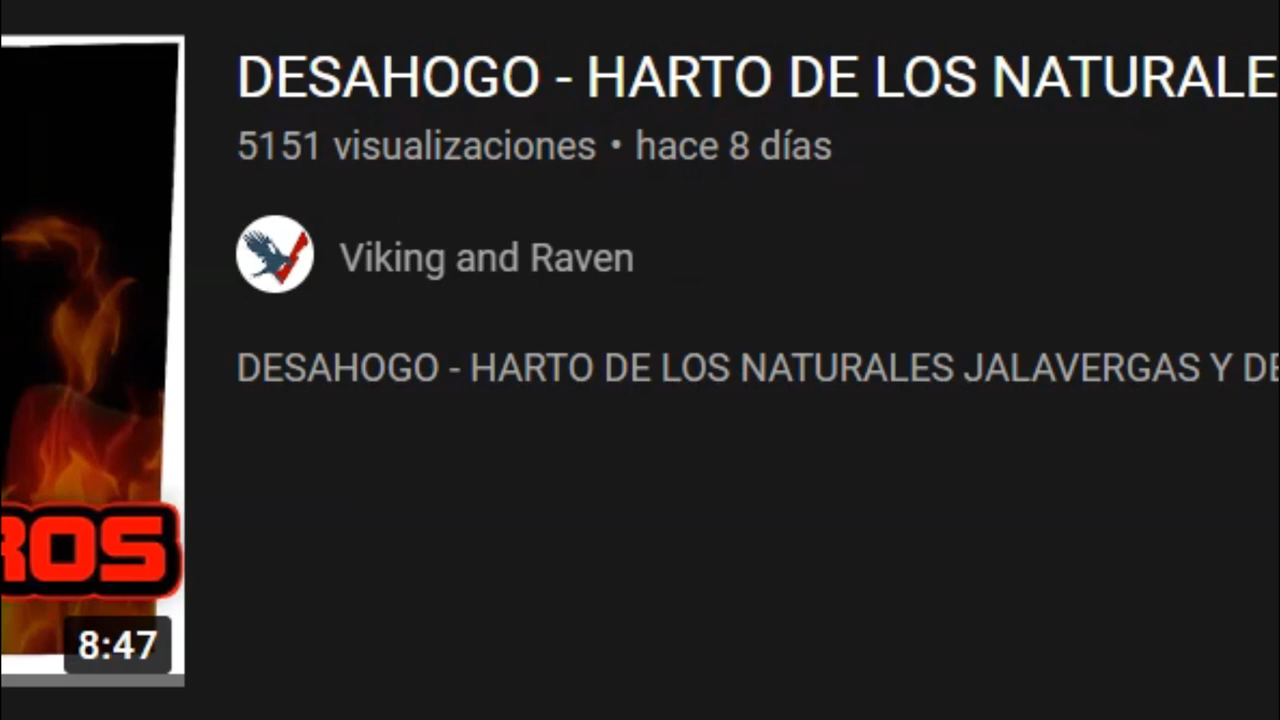 DESAHOGO - HARTO DE LOS NATURALE
5151 visualizaciones • hace 8 días
Viking and Raven
DESAHOGO - HARTO DE LOS NATURALES JALAVERGAS Y DE
ROS
8:47